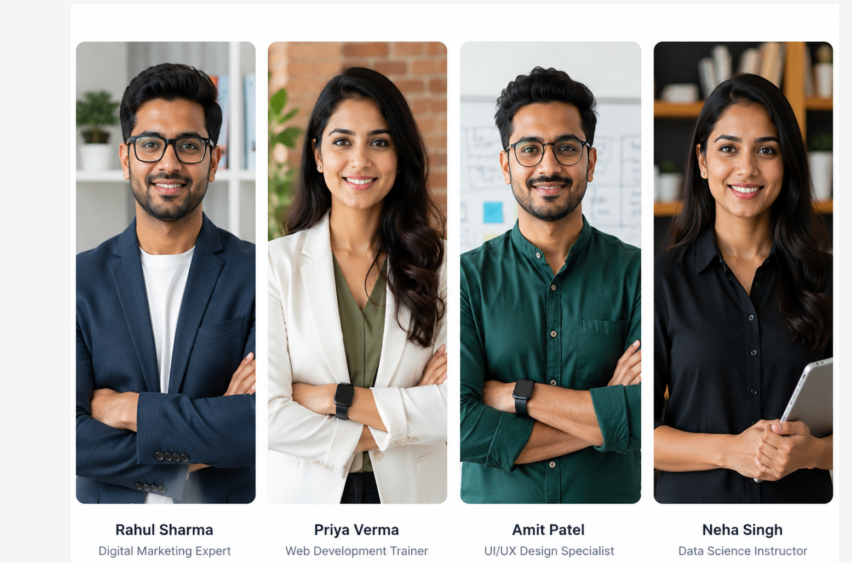 Rahul Sharma
Digital Marketing Expert
Priya Verma
Web Development Trainer
Amit Patel
UI/UX Design Specialist
Neha Singh
Data Science Instructor